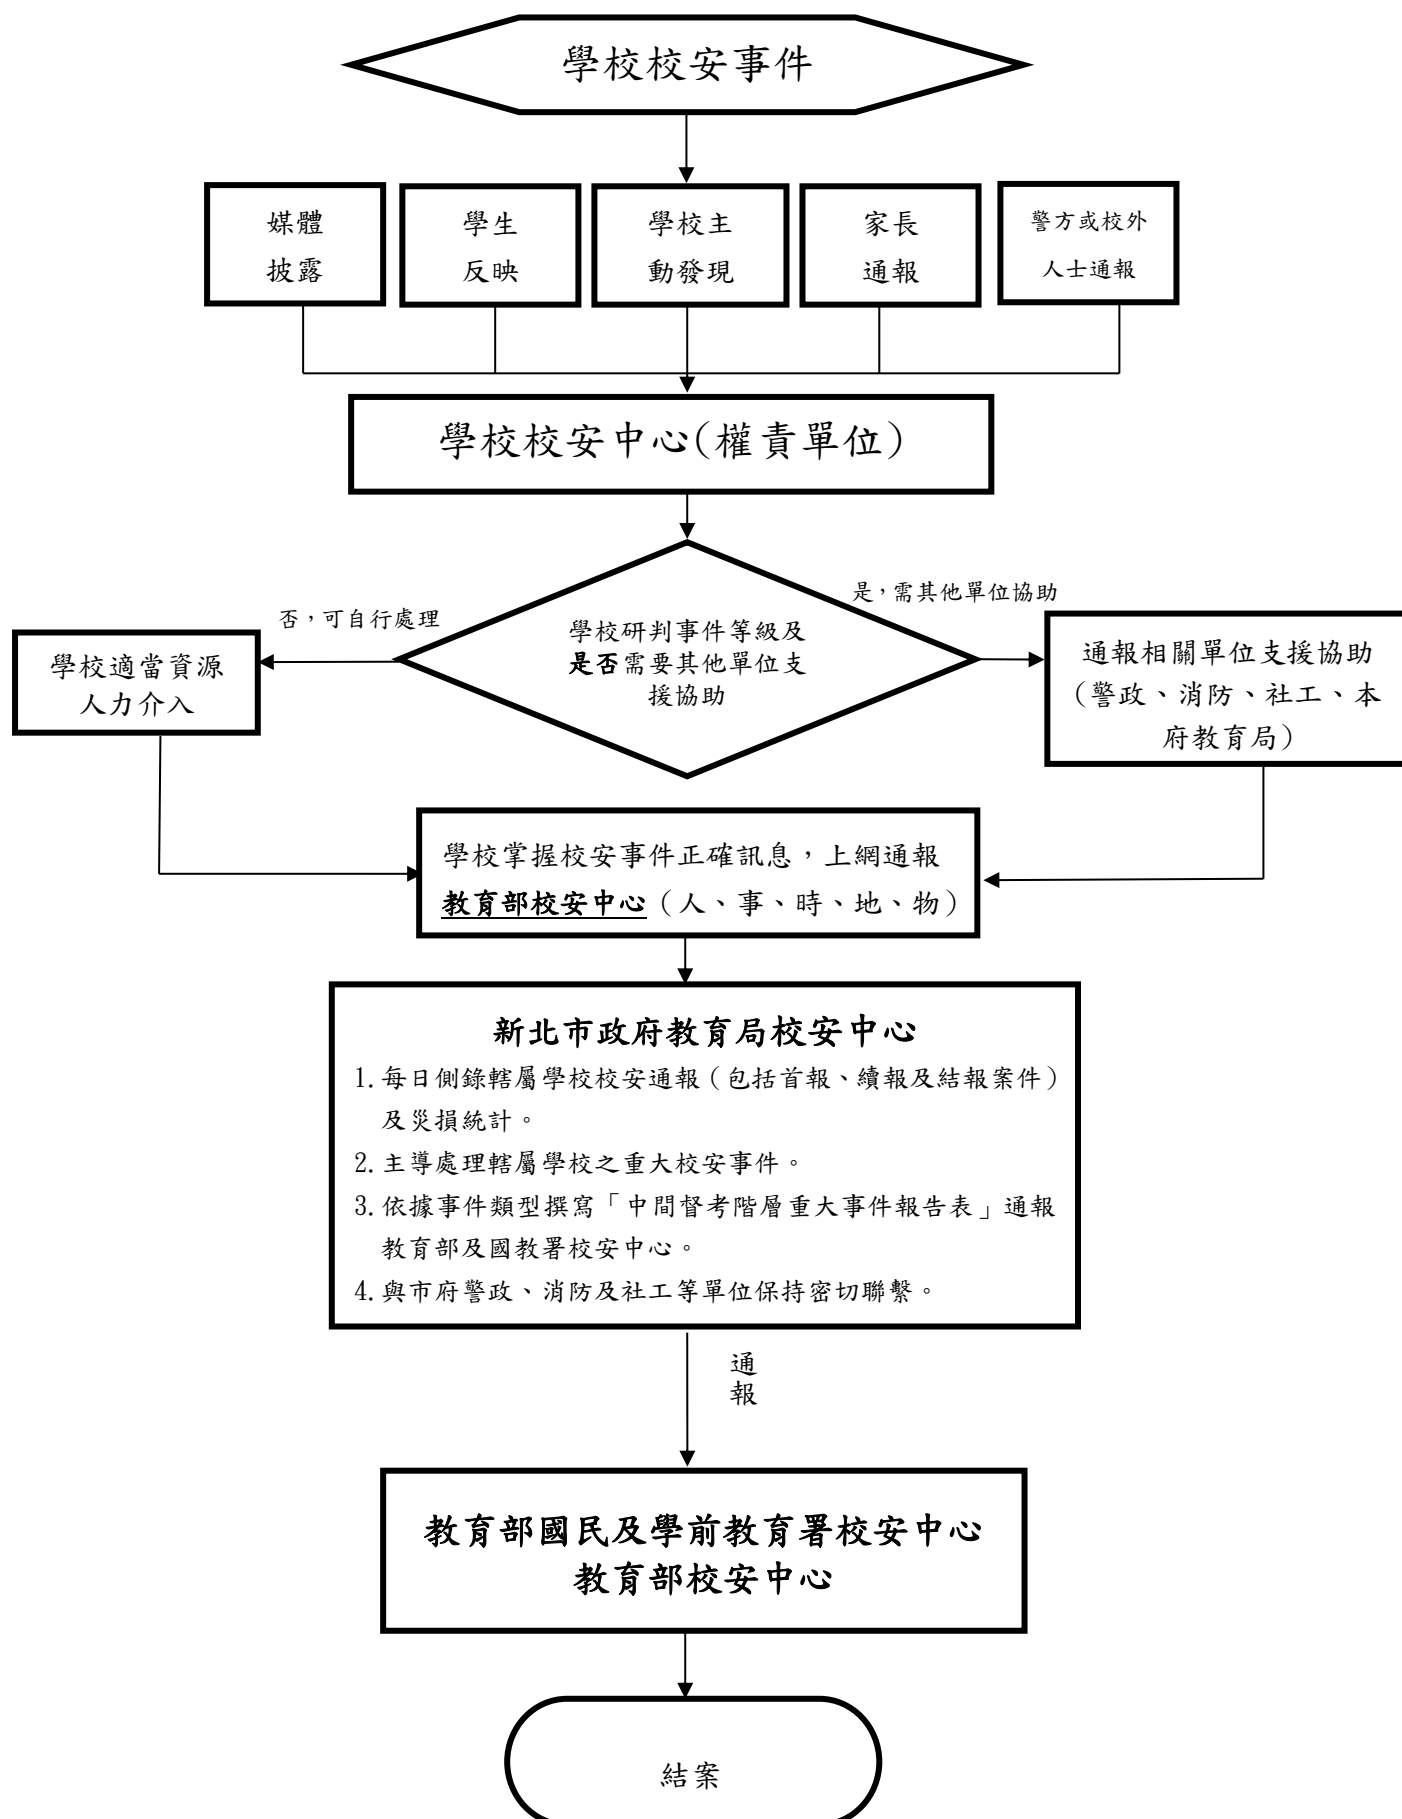 學校校安事件
媒體
披露
學生
反映
學校主
動發現
家長
通報
警方或校外
人士通報
學校校安中心(權責單位)
是，需其他單位協助
否，可自行處理
學校研判事件等級及
是否需要其他單位支
援協助
學校適當資源
人力介入
通報相關單位支援協助
（警政、消防、社工、本
府教育局）
學校掌握校安事件正確訊息，上網通報
教育部校安中心（人、事、時、地、物）
新北市政府教育局校安中心
1.每日側錄轄屬學校校安通報（包括首報、續報及結報案件）
及災損統計。
2.主導處理轄屬學校之重大校安事件。
3.依據事件類型撰寫「中間督考階層重大事件報告表」通報
教育部及國教署校安中心。
4.與市府警政、消防及社工等單位保持密切聯繫。
通
報
教育部國民及學前教育署校安中心
教育部校安中心
結案